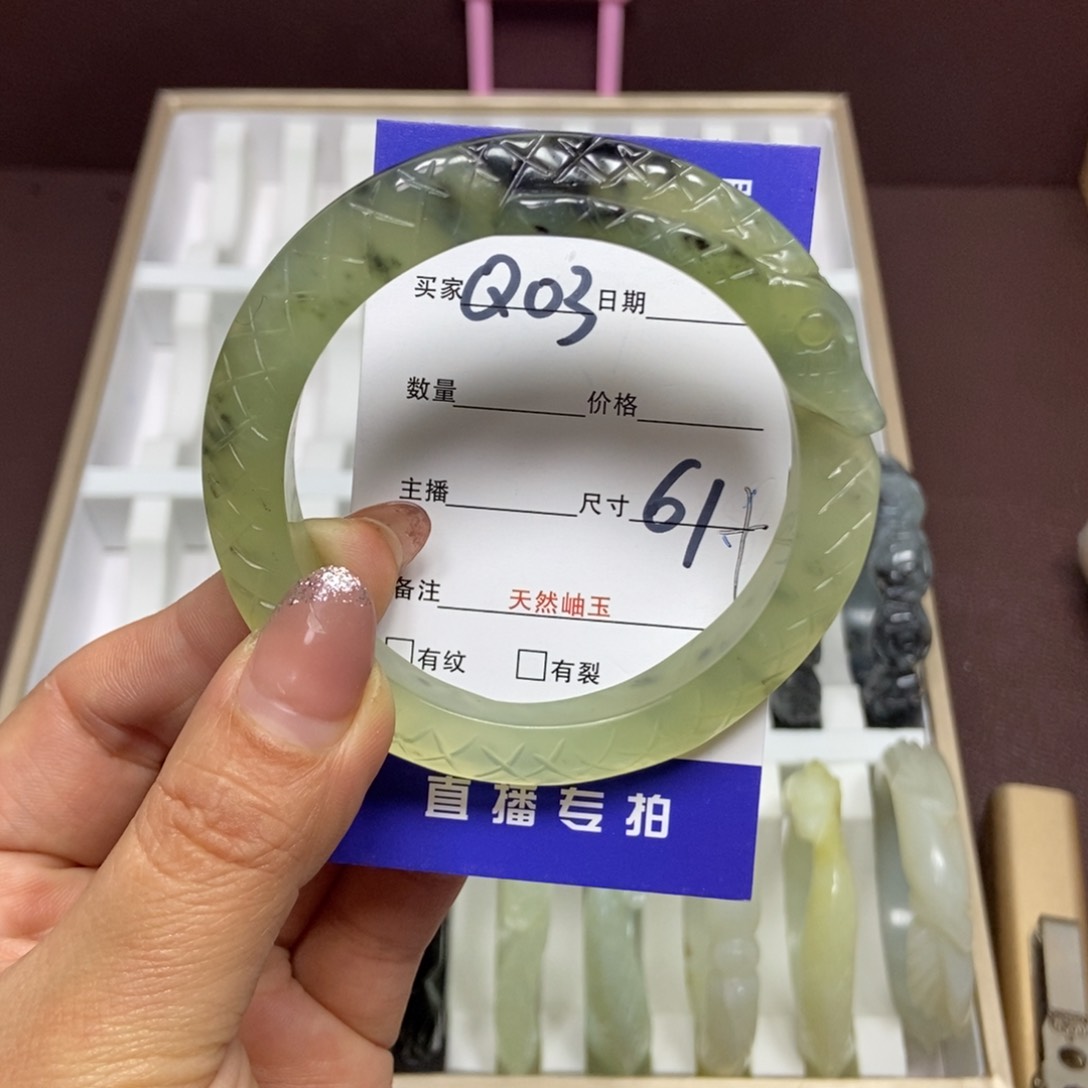 买家 Q03 日期
数量 价格
主播 尺寸 61
备注 天然岫玉
□有纹 □有裂
直播专拍